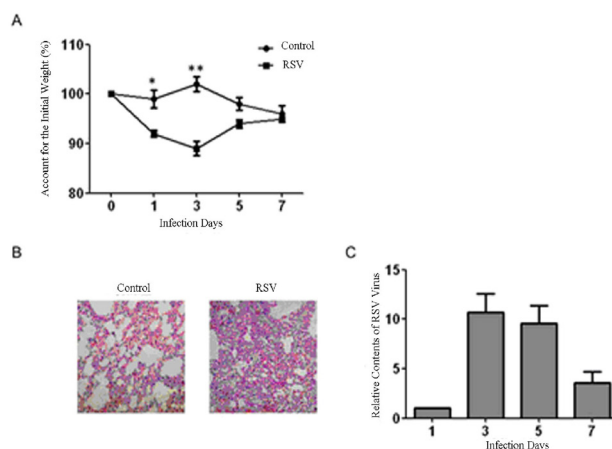 A
Account for the Initial Weight (%)
110
100
90
80
*
**
Control
RSV
0 1 3 5 7
Infection Days
B
Control
RSV
C
Relative Contents of RSV Virus
15
10
5
0
1 3 5 7
Infection Days